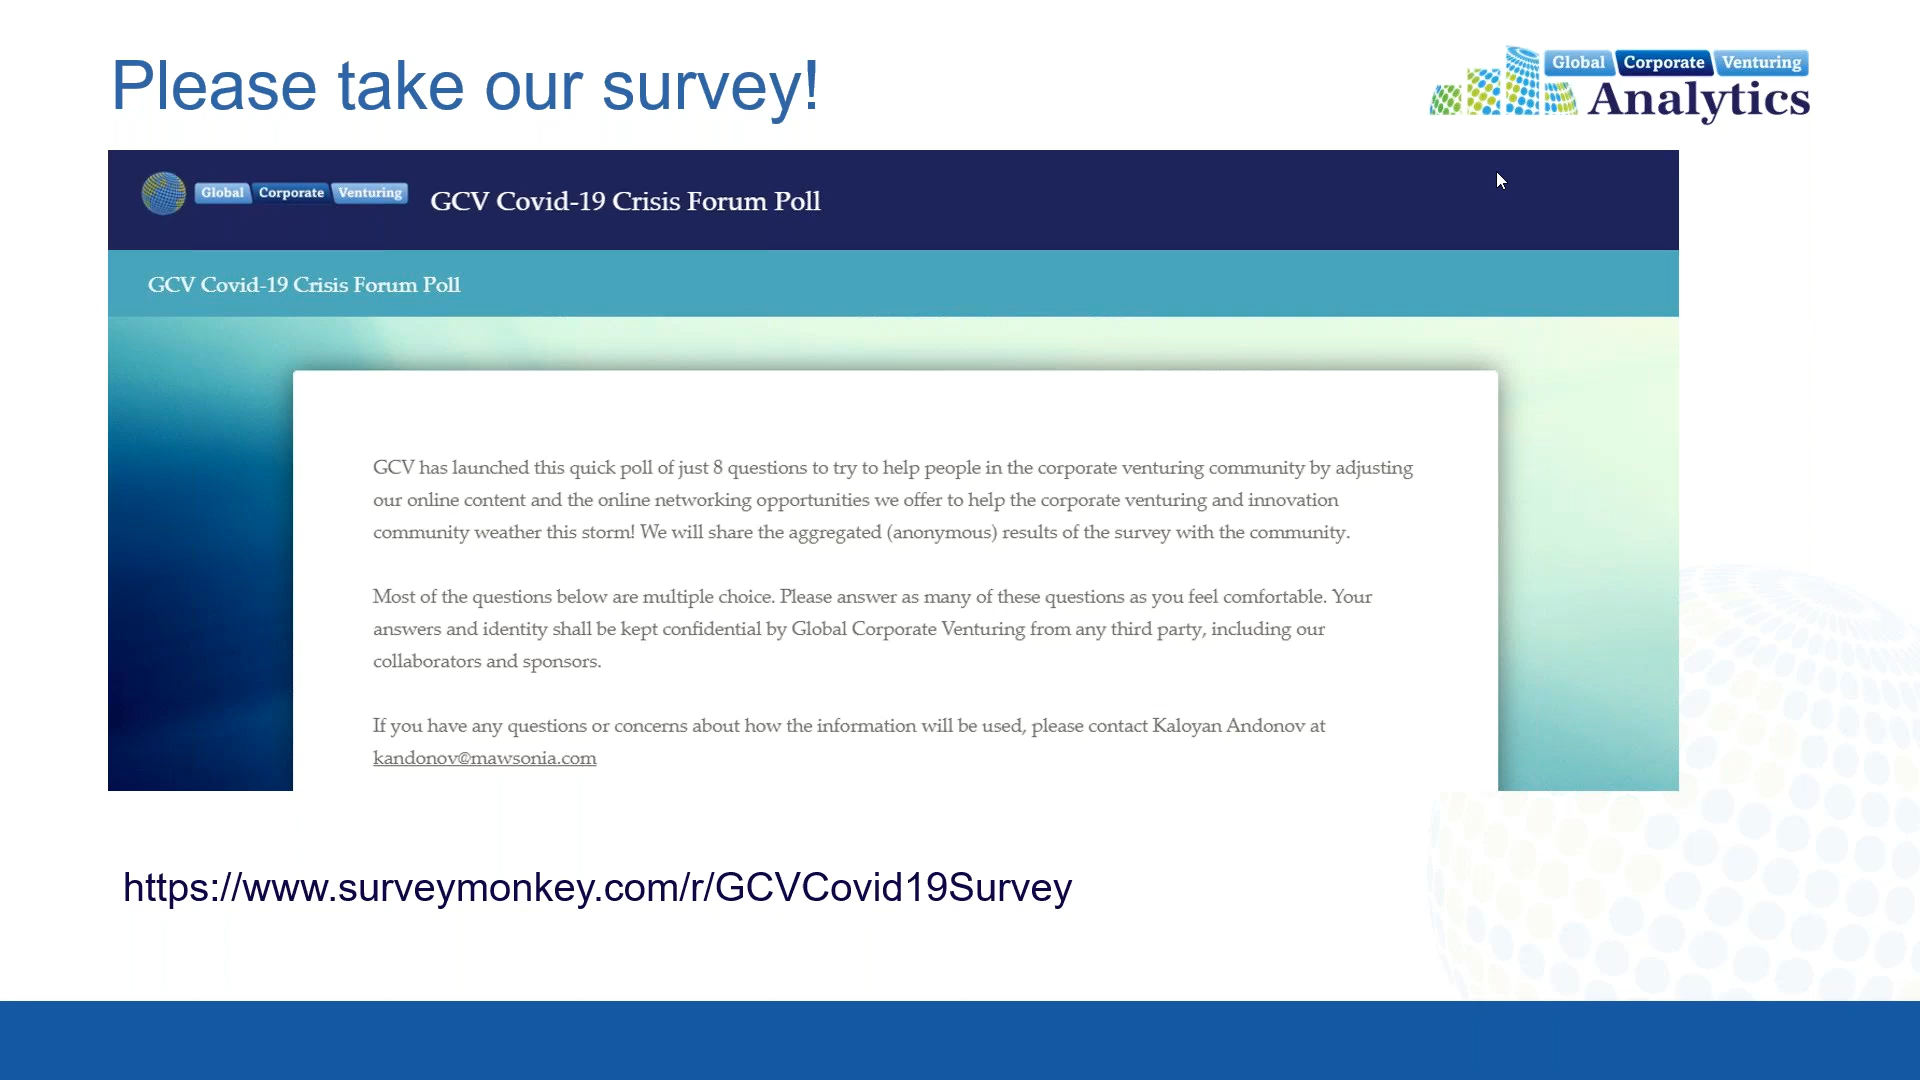 Please take our survey!
Global Corporate Venturing
Analytics
Global Corporate Venturing
GCV Covid-19 Crisis Forum Poll
GCV Covid-19 Crisis Forum Poll
GCV has launched this quick poll of just 8 questions to try to help people in the corporate venturing community by adjusting
our online content and the online networking opportunities we offer to help the corporate venturing and innovation
community weather this storm! We will share the aggregated (anonymous) results of the survey with the community.
Most of the questions below are multiple choice. Please answer as many of these questions as you feel comfortable. Your
answers and identity shall be kept confidential by Global Corporate Venturing from any third party, including our
collaborators and sponsors.
If you have any questions or concerns about how the information will be used, please contact Kaloyan Andonov at
kandonov@mawsonia.com
https://www.surveymonkey.com/r/GCVCovid19Survey